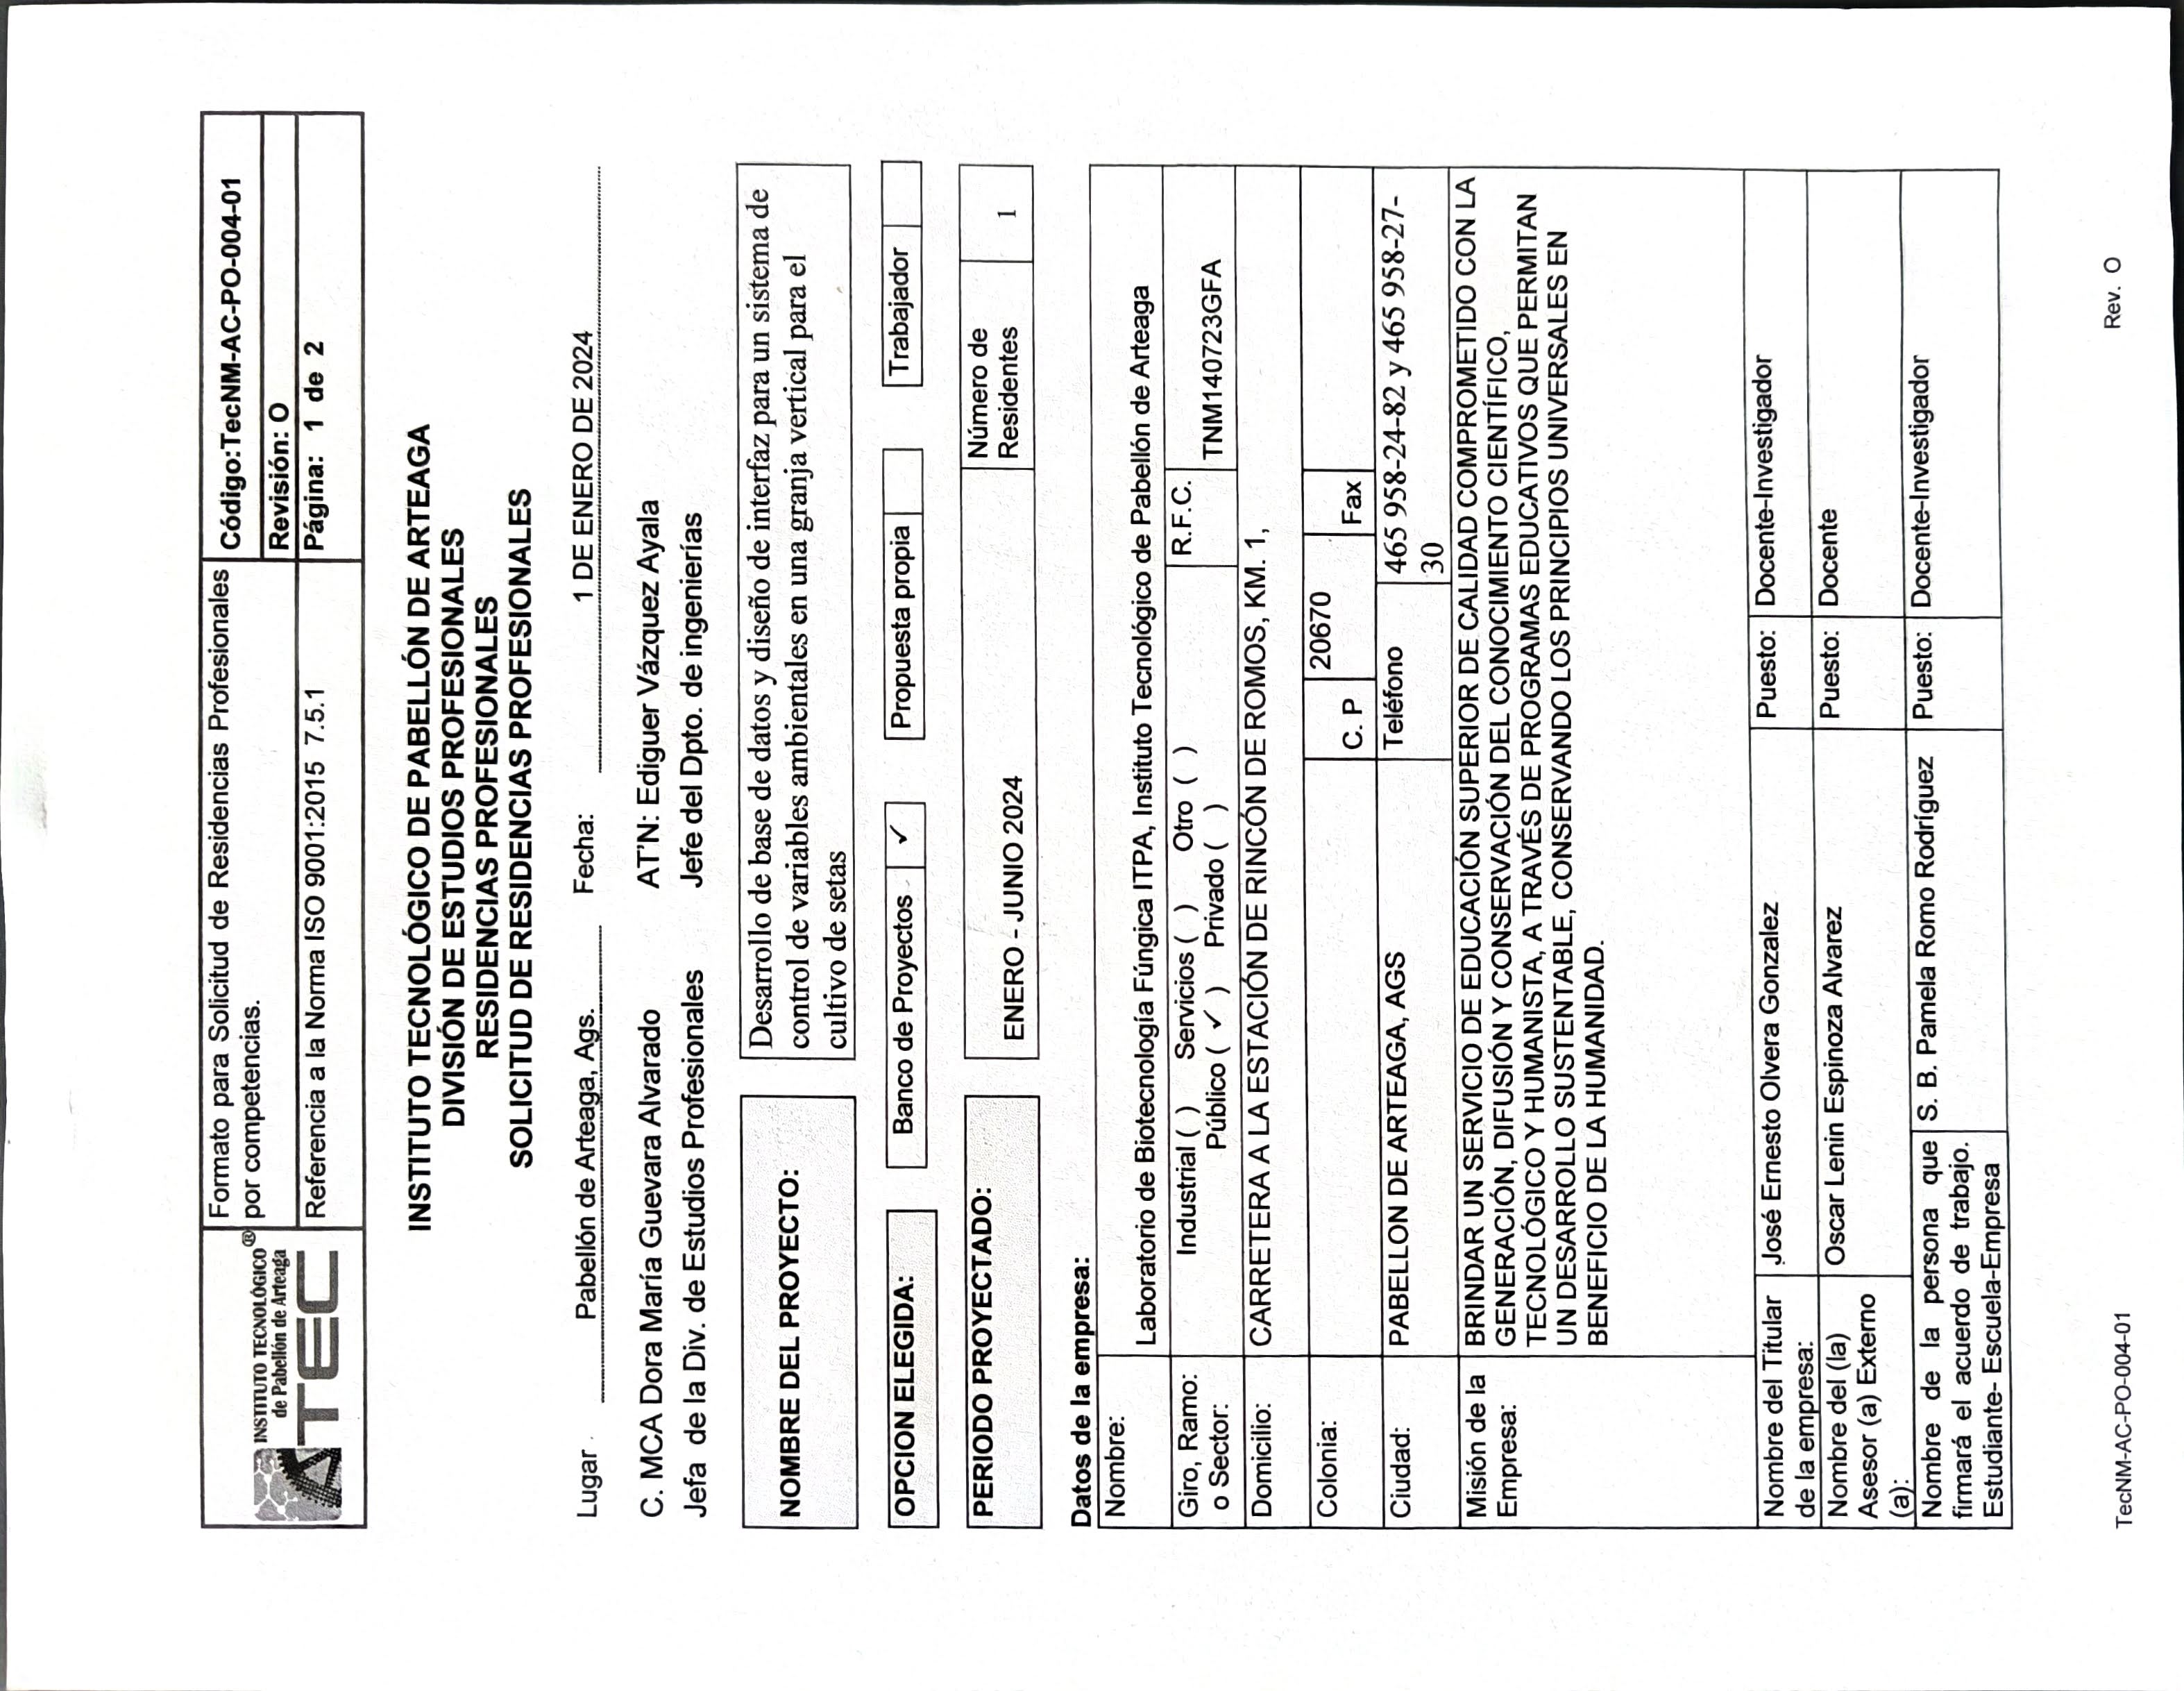 INSTITUTO TECNOLÓGICO®
de Pabellón de Arteaga
TEC
Formato para Solicitud de Residencias Profesionales
por competencias.
Código:TecNM-AC-PO-004-01
Revisión: O
Referencia a la Norma ISO 9001:2015 7.5.1
Página: 1 de 2
INSTITUTO TECNOLÓGICO DE PABELLÓN DE ARTEAGA
DIVISIÓN DE ESTUDIOS PROFESIONALES
RESIDENCIAS PROFESIONALES
SOLICITUD DE RESIDENCIAS PROFESIONALES
Lugar Pabellón de Arteaga, Ags. Fecha: 1 DE ENERO DE 2024
C. MCA Dora María Guevara Alvarado AT'N: Ediguer Vázquez Ayala
Jefa de la Div. de Estudios Profesionales Jefe del Dpto. de ingenierías
NOMBRE DEL PROYECTO:
Desarrollo de base de datos y diseño de interfaz para un sistema de
control de variables ambientales en una granja vertical para el
cultivo de setas
OPCION ELEGIDA: Banco de Proyectos ✓ Propuesta propia Trabajador
PERIODO PROYECTADO: ENERO - JUNIO 2024 Número de
Residentes 1
Datos de la empresa:
Nombre: Laboratorio de Biotecnología Fúngica ITPA, Instituto Tecnológico de Pabellón de Arteaga
Giro, Ramo:
o Sector:
Industrial ( ) Servicios ( ) Otro ( )
Público ( ✓ ) Privado ( )
R.F.C. TNM140723GFA
Domicilio: CARRETERA A LA ESTACIÓN DE RINCÓN DE ROMOS, KM. 1,
Colonia: C. P 20670 Fax
Ciudad: PABELLON DE ARTEAGA, AGS Teléfono 465 958-24-82 y 465 958-27-
30
Misión de la
Empresa:
BRINDAR UN SERVICIO DE EDUCACIÓN SUPERIOR DE CALIDAD COMPROMETIDO CON LA
GENERACIÓN, DIFUSIÓN Y CONSERVACIÓN DEL CONOCIMIENTO CIENTÍFICO,
TECNOLÓGICO Y HUMANISTA, A TRAVÉS DE PROGRAMAS EDUCATIVOS QUE PERMITAN
UN DESARROLLO SUSTENTABLE, CONSERVANDO LOS PRINCIPIOS UNIVERSALES EN
BENEFICIO DE LA HUMANIDAD.
Nombre del Titular
de la empresa:
José Ernesto Olvera Gonzalez Puesto: Docente-Investigador
Nombre del (la)
Asesor (a) Externo
(a):
Oscar Lenin Espinoza Alvarez Puesto: Docente
Nombre de la persona que
firmará el acuerdo de trabajo.
Estudiante- Escuela-Empresa
S. B. Pamela Romo Rodríguez Puesto: Docente-Investigador
TecNM-AC-PO-004-01 Rev. O